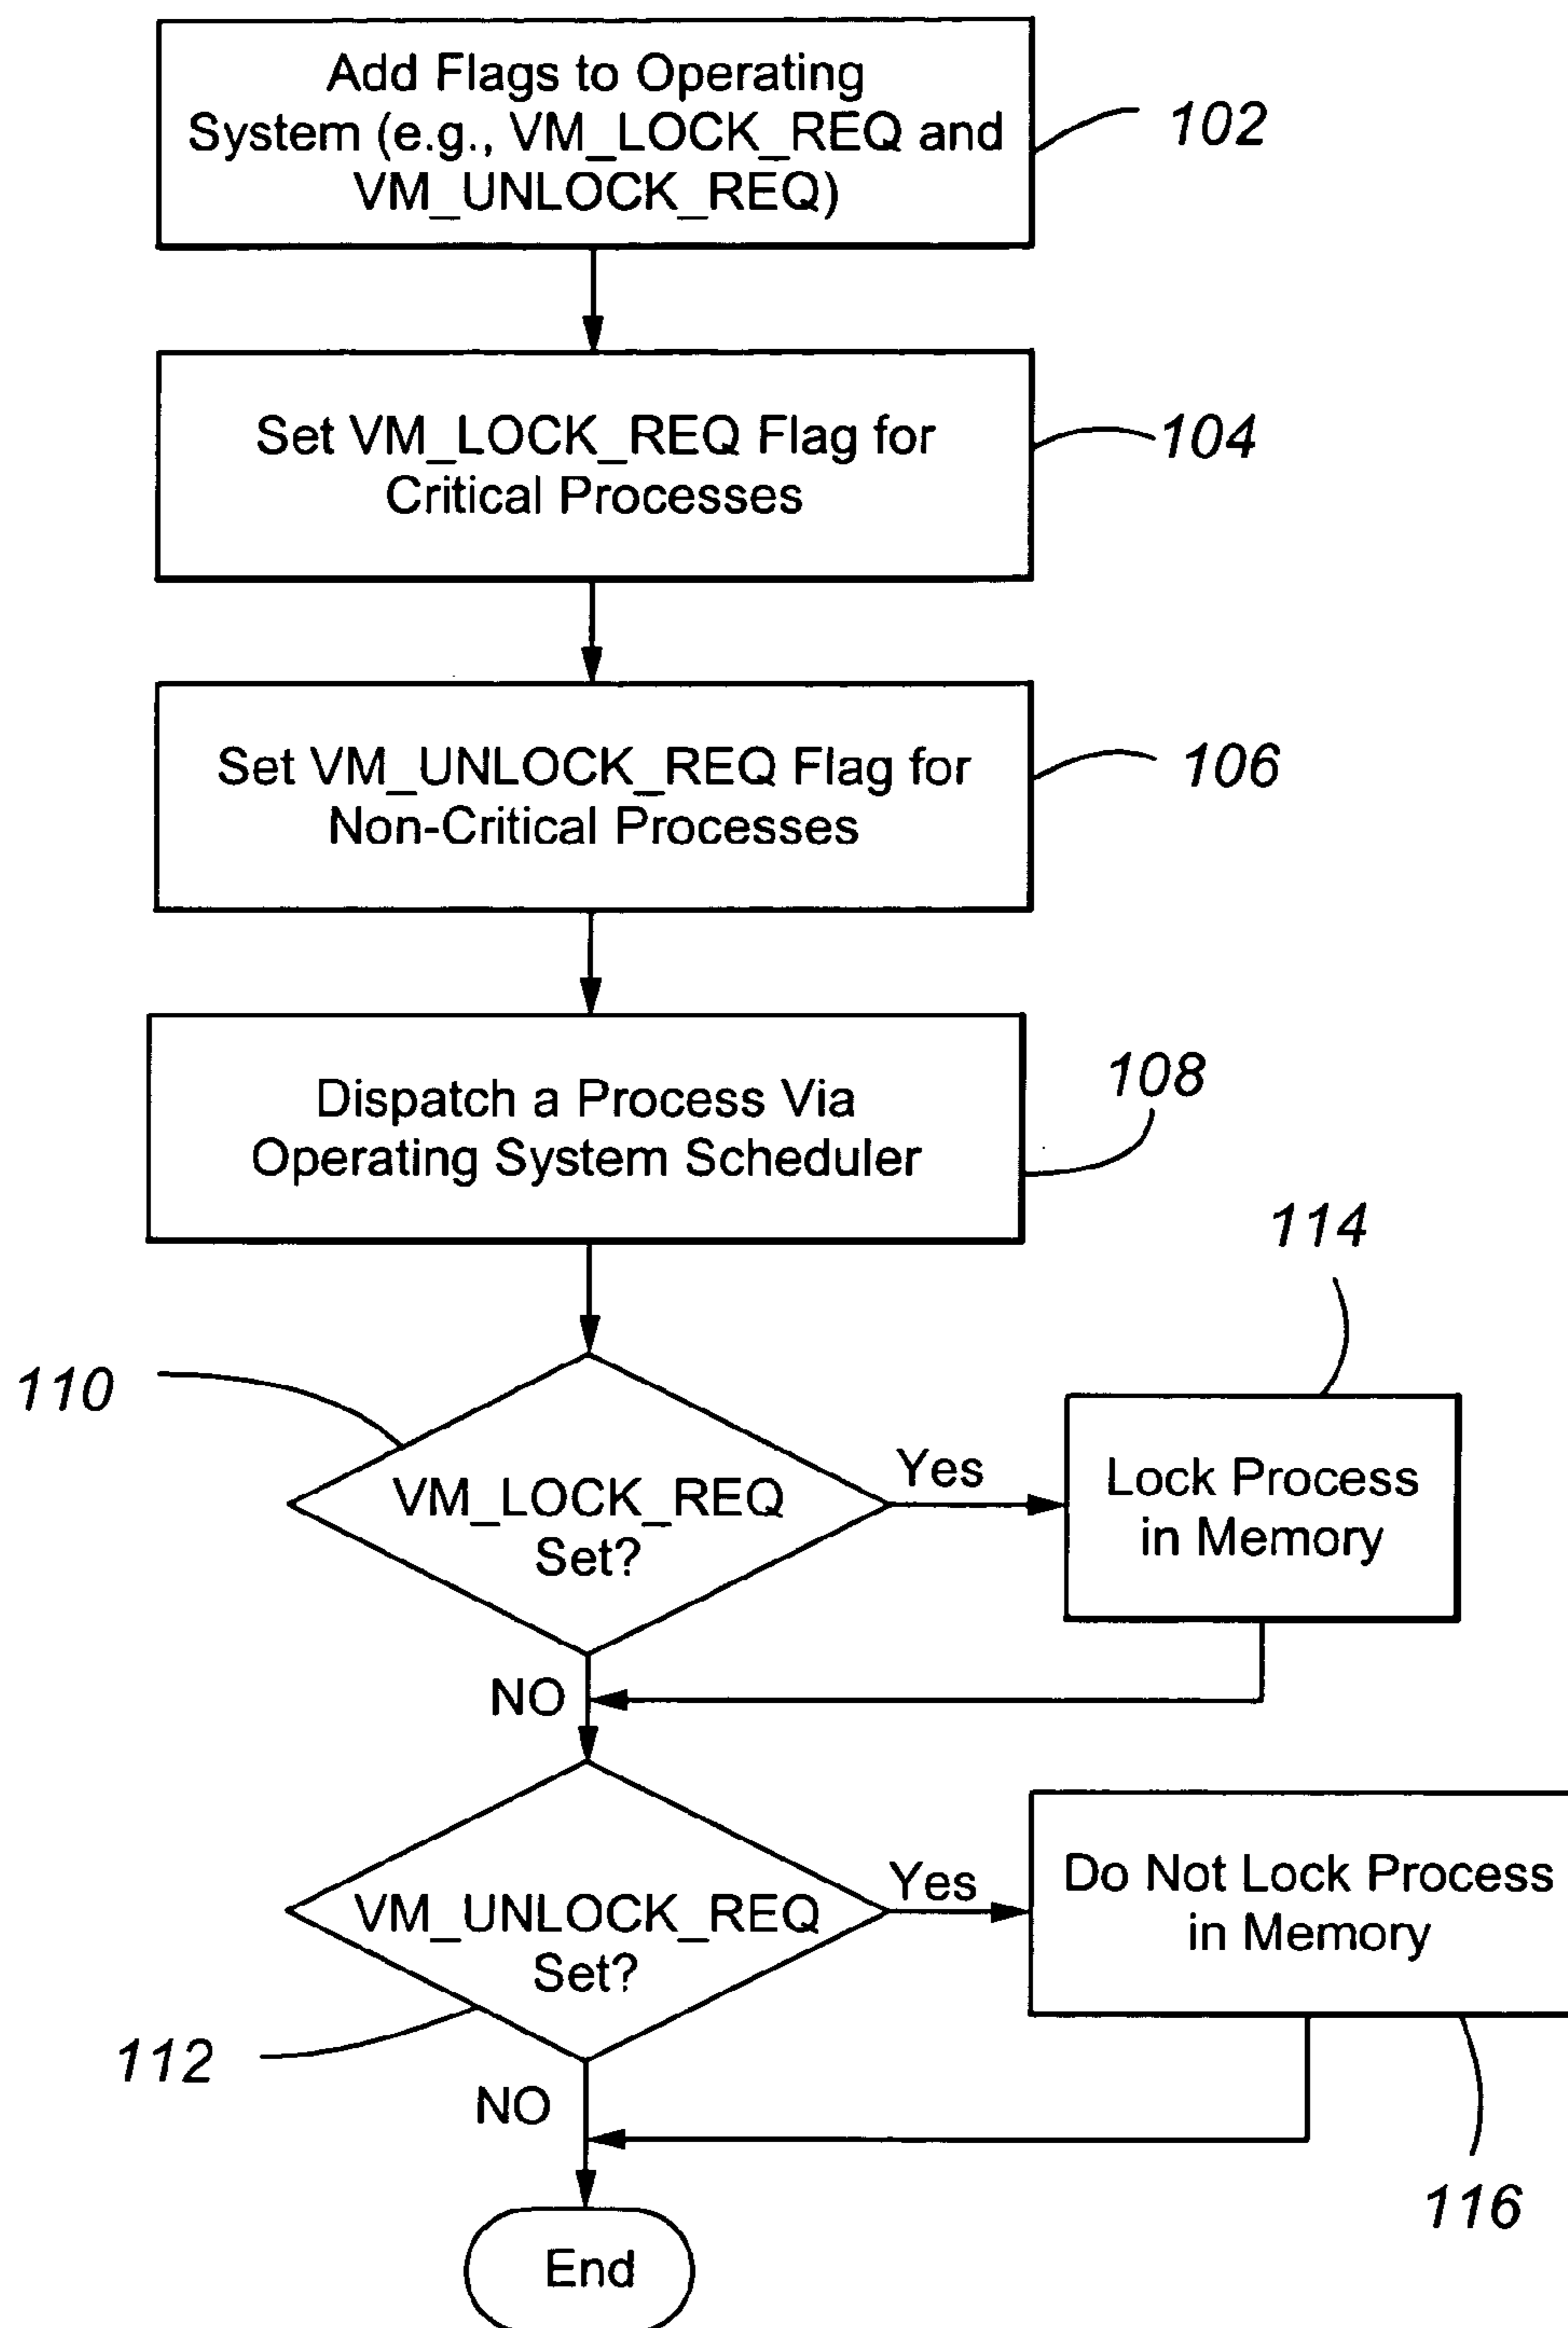 Add Flags to Operating
System (e.g., VM_LOCK_REQ and
VM_UNLOCK_REQ)
102
Set VM_LOCK_REQ Flag for
Critical Processes
104
Set VM_UNLOCK_REQ Flag for
Non-Critical Processes
106
Dispatch a Process Via
Operating System Scheduler
108
114
110
VM_LOCK_REQ
Set?
Yes
Lock Process
in Memory
NO
VM_UNLOCK_REQ
Set?
Yes
Do Not Lock Process
in Memory
112
NO
116
End